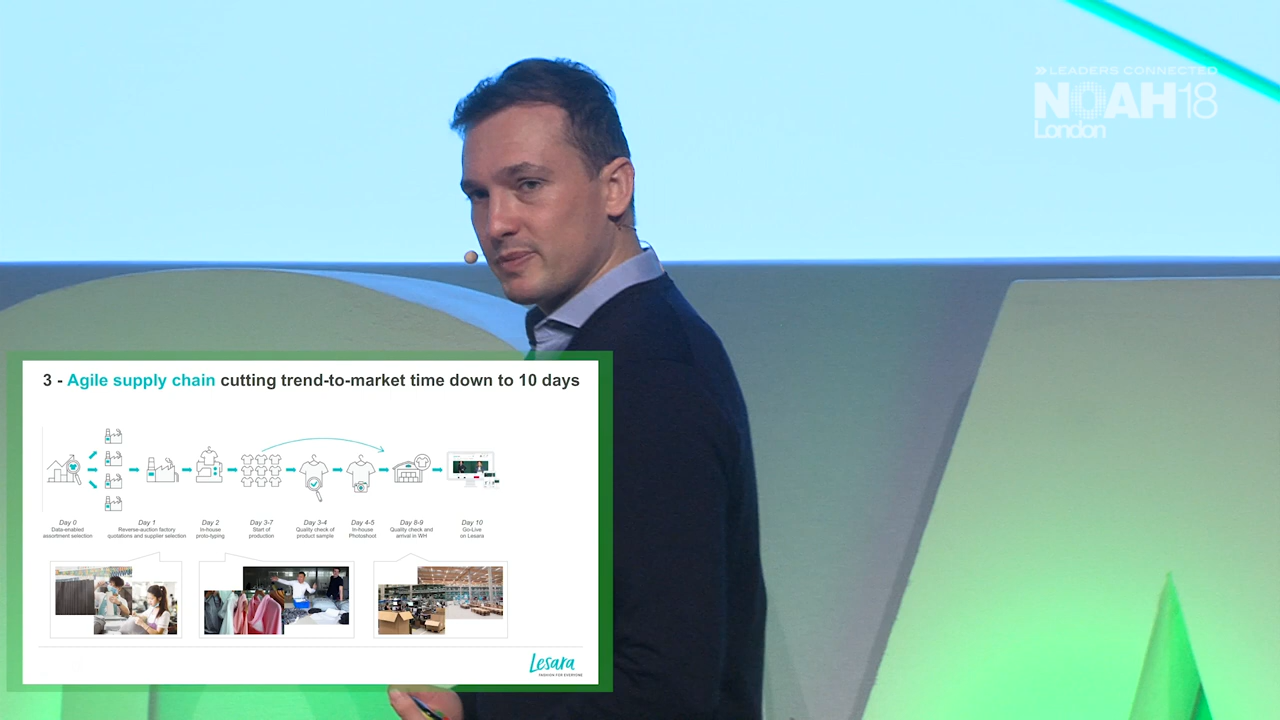 LEADERS CONNECTED
NOAH18
London
3 - Agile supply chain cutting trend-to-market time down to 10 days
Day 0
Data-enabled
assortment selection
Day 1
Reverse-auction factory
quotations and supplier selection
Day 2
In-house
proto-typing
Day 3-7
Start of
production
Day 3-4
Quality check of
product sample
Day 4-5
In-house
Photoshoot
Day 8-9
Quality check and
arrival in WH
Day 10
Go-Live
on Lesara
Lesara
FASHION FOR EVERYONE